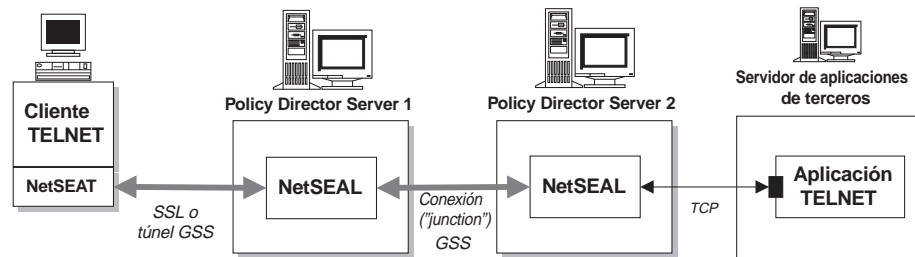 Cliente
TELNET
NetSEAT
SSL o
túnel GSS
Policy Director Server 1
NetSEAL
Conexión
("junction")
GSS
Policy Director Server 2
NetSEAL
TCP
Servidor de aplicaciones
de terceros
Aplicación
TELNET